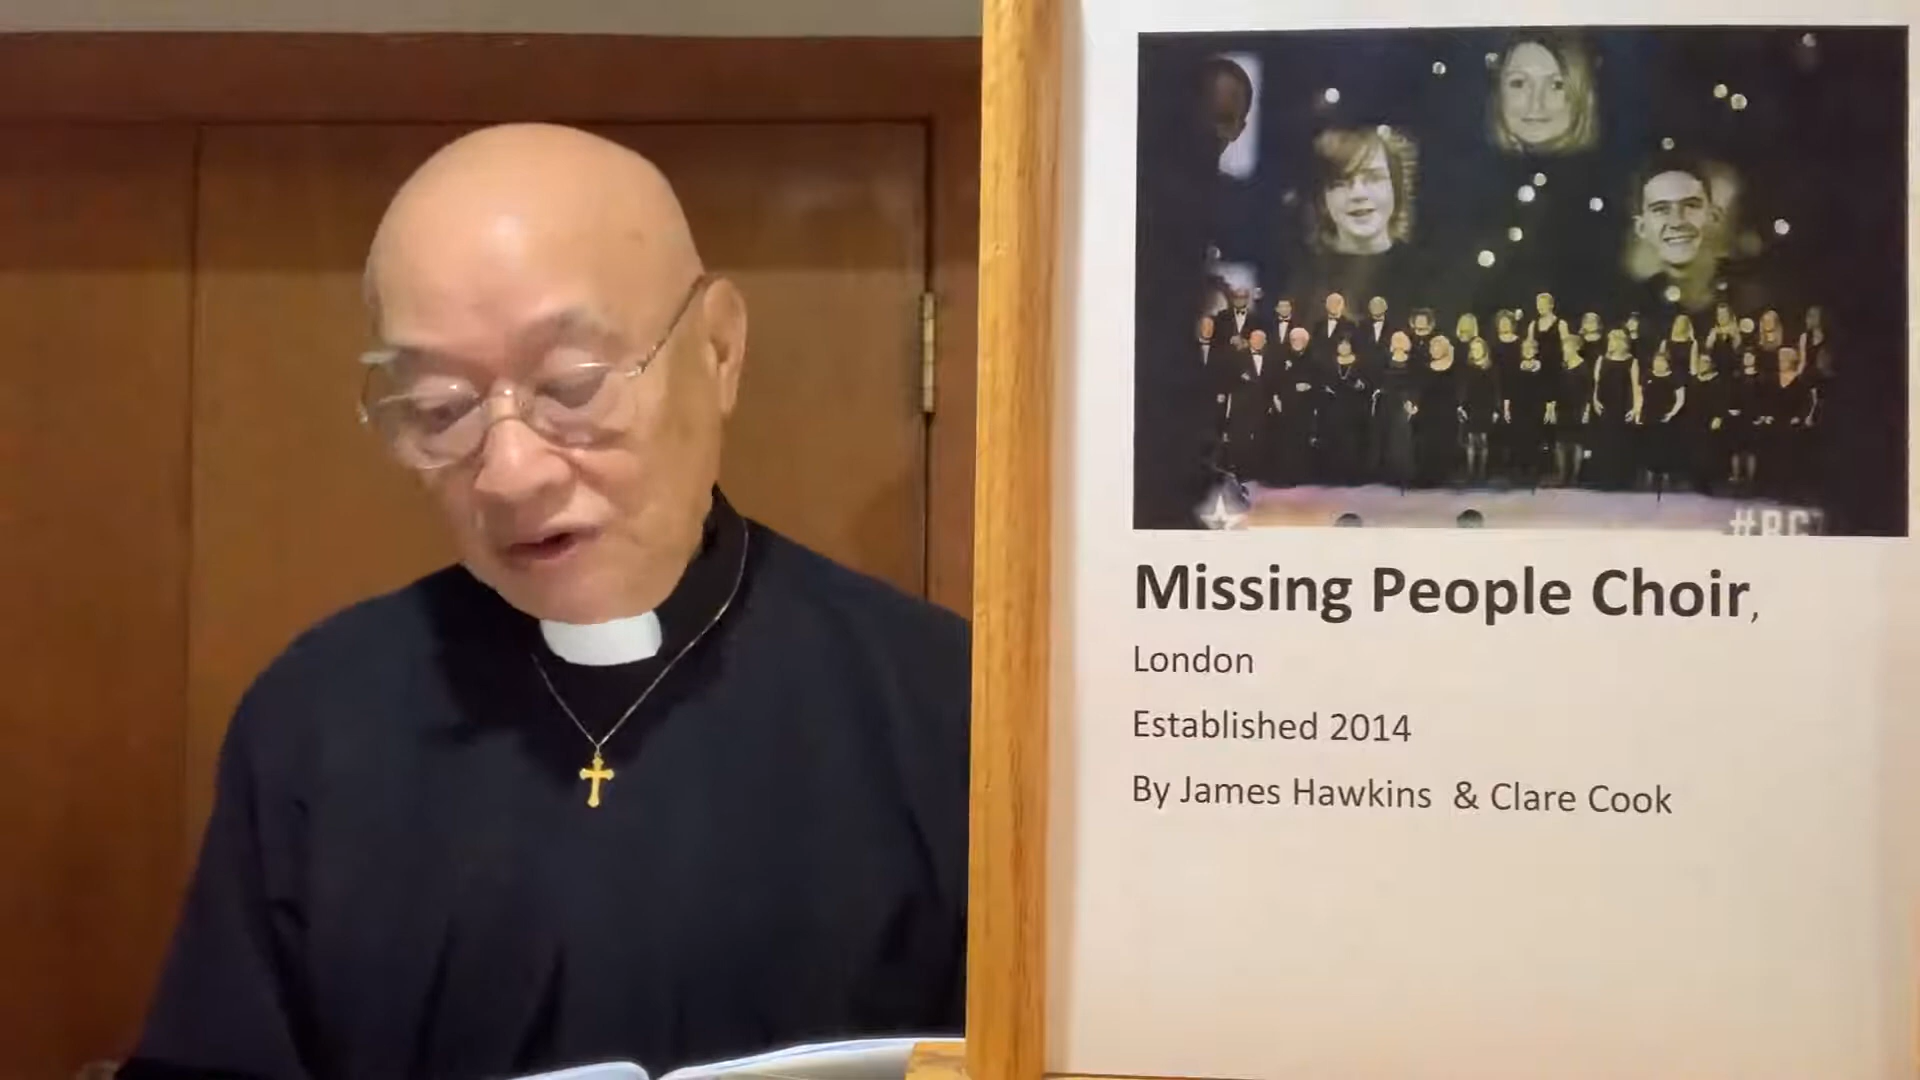 Missing People Choir,
London
Established 2014
By James Hawkins & Clare Cook